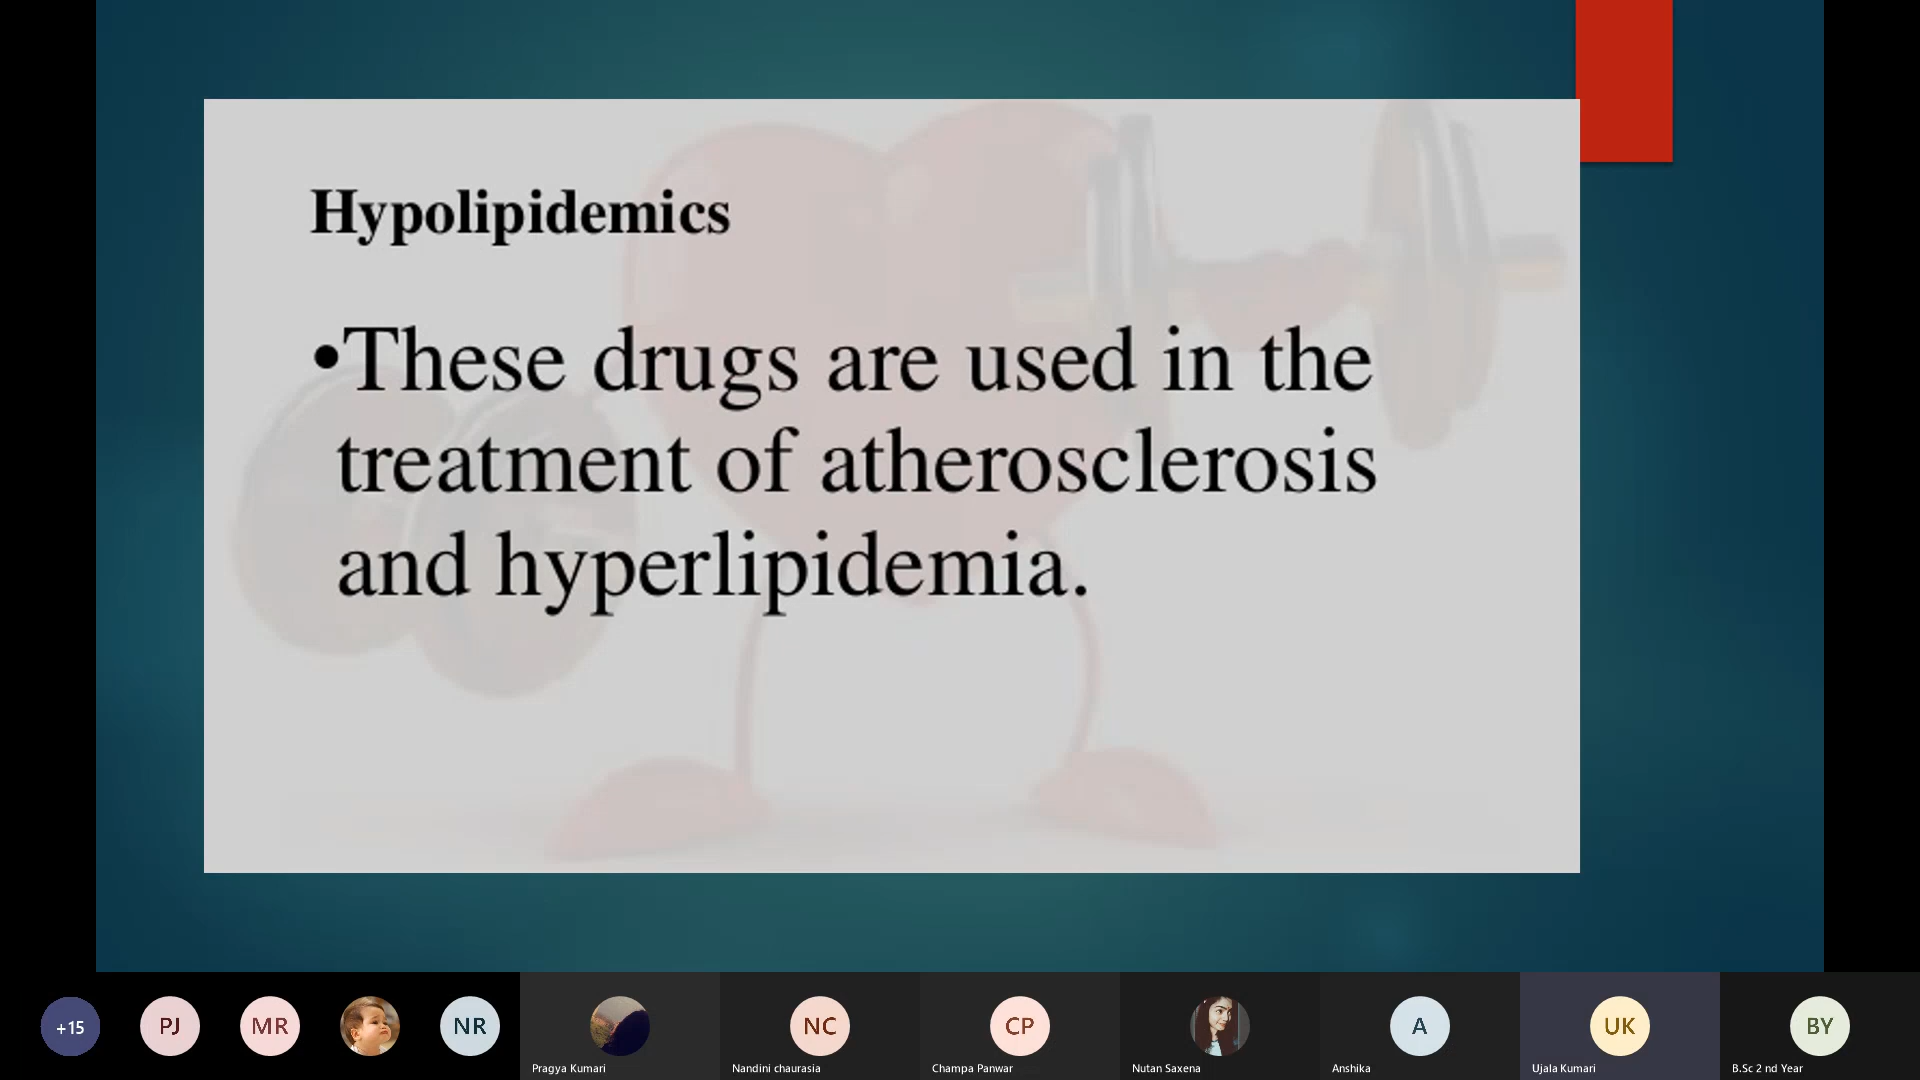 Hypolipidemics
•These drugs are used in the
treatment of atherosclerosis
and hyperlipidemia.
+15
PJ
MR
NR
NC
CP
A
UK
BY
Pragya Kumari
Nandini chaurasia
Champa Panwar
Nutan Saxena
Anshika
Ujala Kumari
B.Sc 2 nd Year